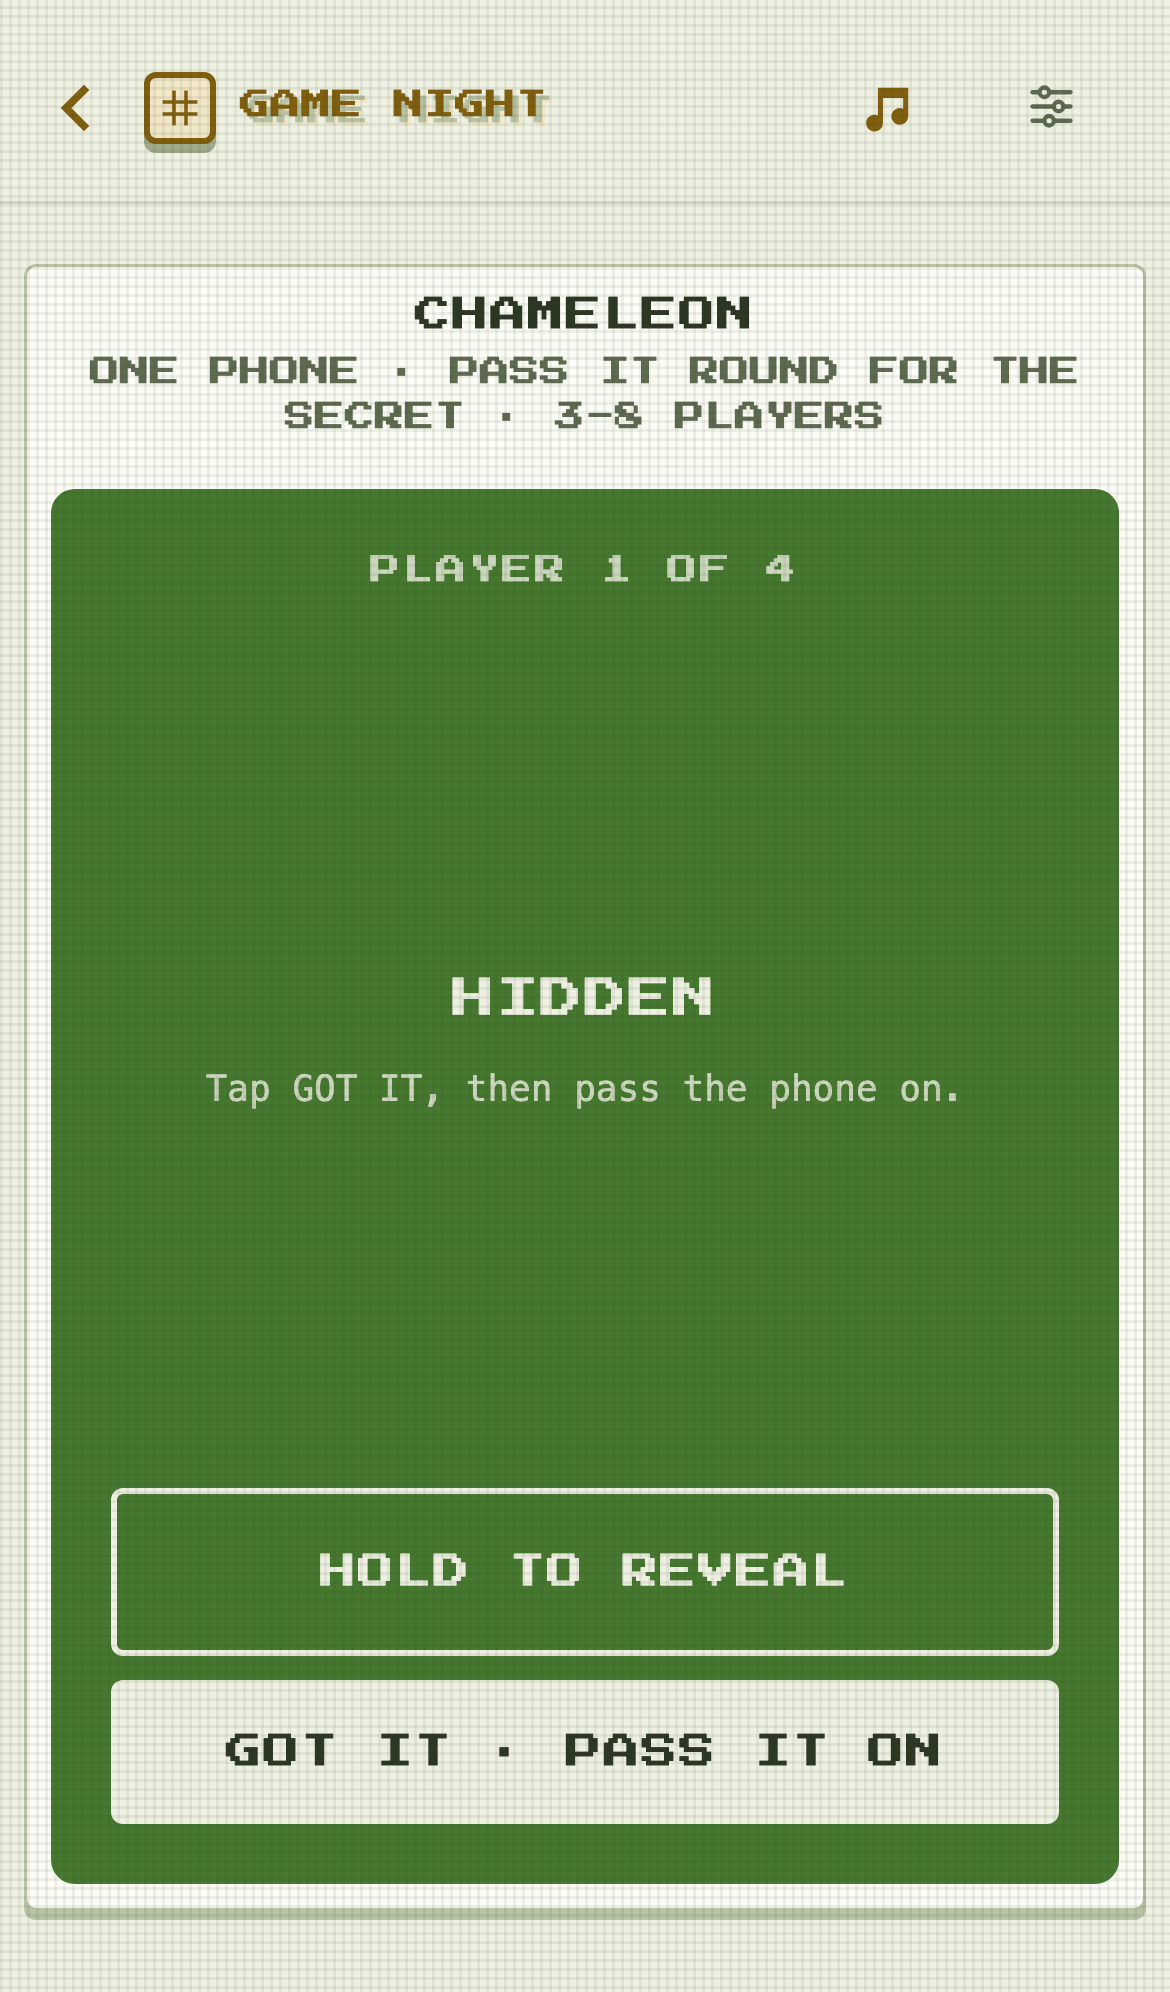 GAME NIGHT
CHAMELEON
ONE PHONE · PASS IT ROUND FOR THE
SECRET · 3-8 PLAYERS
PLAYER 1 OF 4
HIDDEN
Tap GOT IT, then pass the phone on.
HOLD TO REVEAL
GOT IT · PASS IT ON